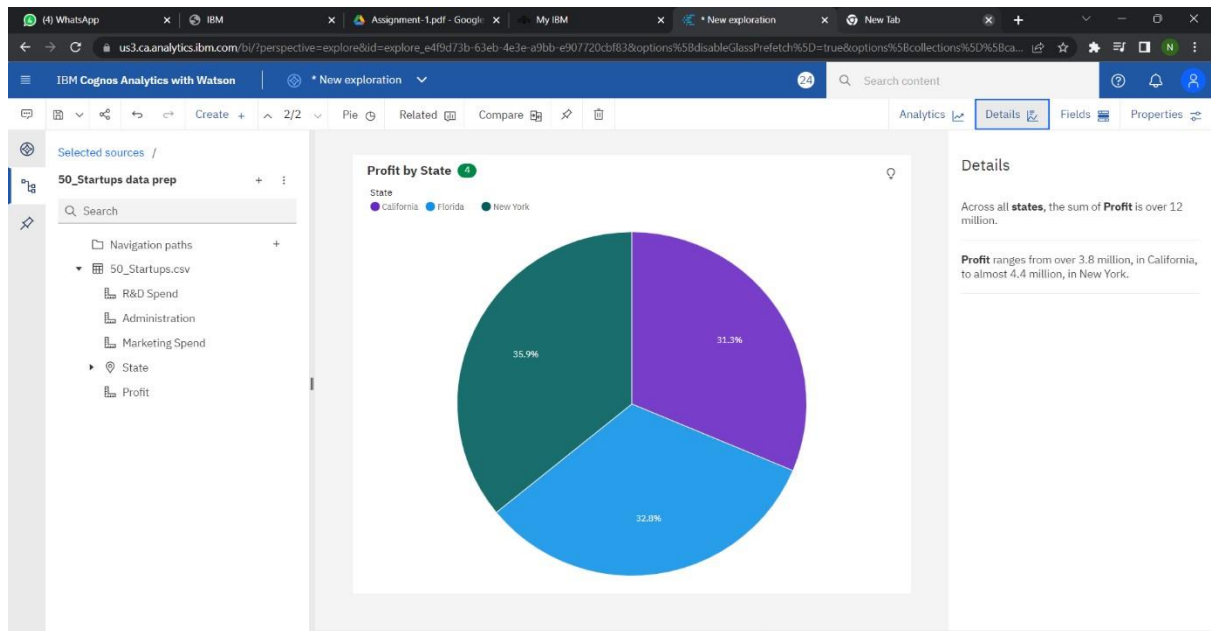 (4) WhatsApp
IBM
Assignment-1.pdf - Google
My IBM
* New exploration
New Tab
us3.ca.analytics.ibm.com/bi/?perspective=explore&id=explore_e4f9d73b-63eb-4e3e-a9bb-e907720cbf83&options%5BdisableGlassPrefetch%5D=true&options%5Bcollections%5D%5Bca...
N
IBM Cognos Analytics with Watson
* New exploration
24
Search content
Create +
2/2
Pie
Related
Compare
Analytics
Details
Fields
Properties
Selected sources /
50_Startups data prep
Search
Navigation paths
50_Startups.csv
R&D Spend
Administration
Marketing Spend
State
Profit
Profit by State 4
State
California Florida New York
35.9%
31.3%
32.8%
Details
Across all states, the sum of Profit is over 12
million.
Profit ranges from over 3.8 million, in California,
to almost 4.4 million, in New York.